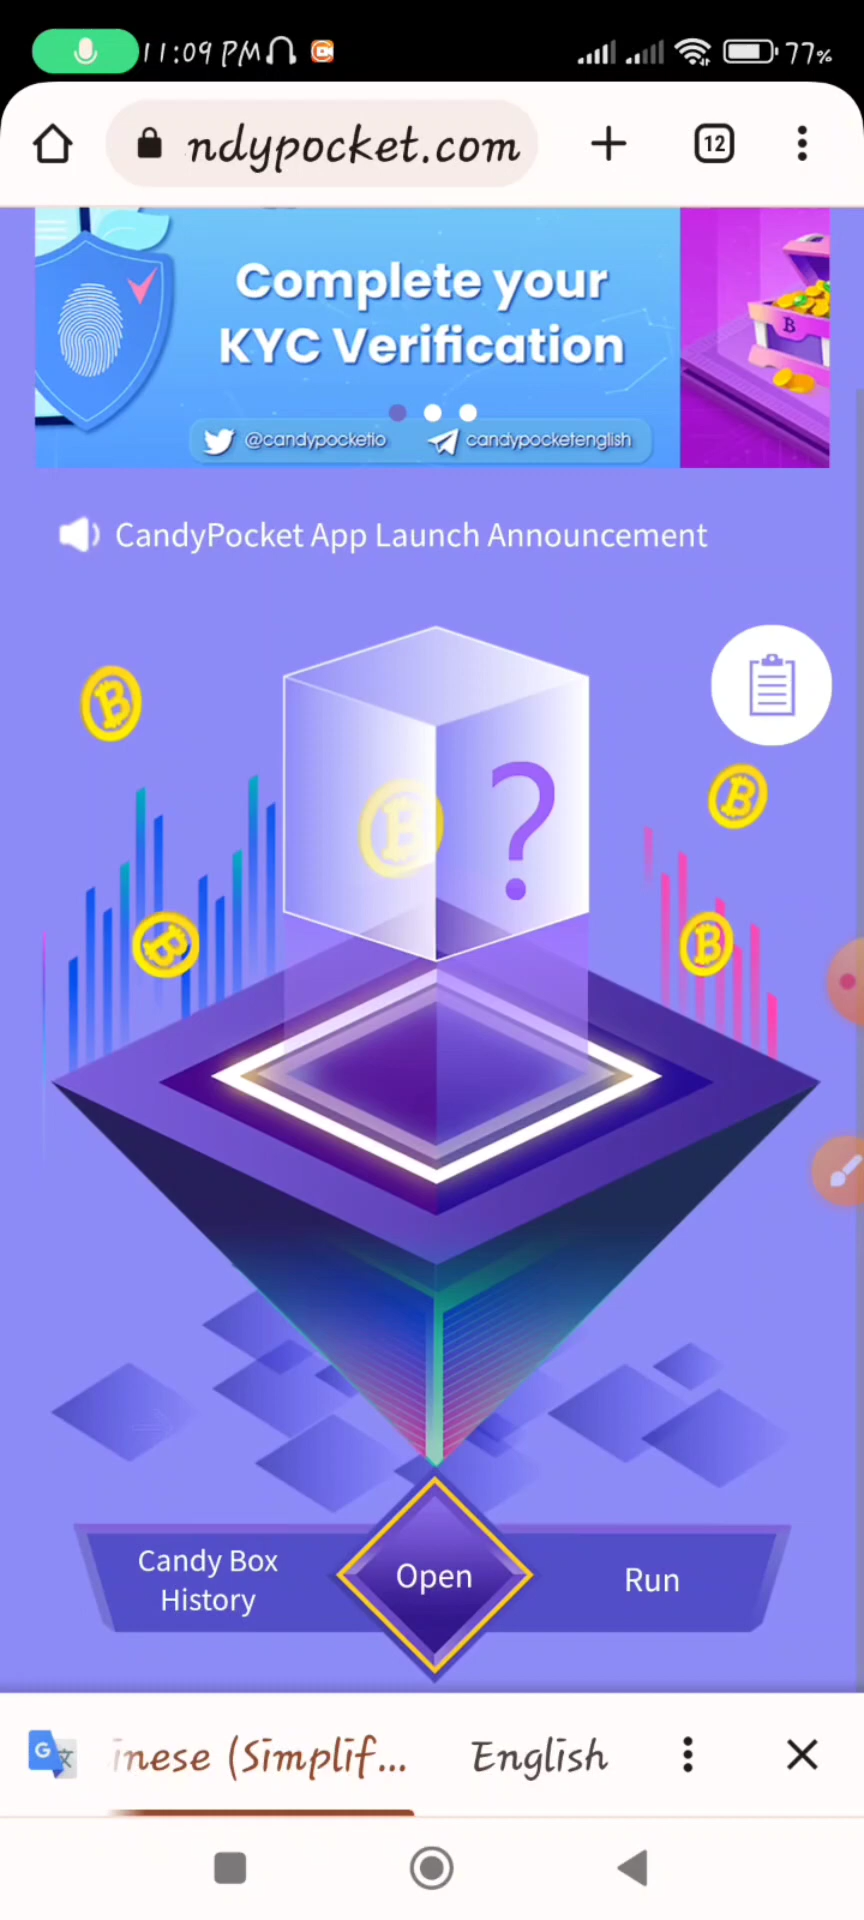 11:09 PM
77%
ndypocket.com
12
Complete your
KYC Verification
@candypocketio
candypocketenglish
CandyPocket App Launch Announcement
?
Candy Box
History
Open
Run
inese (Simplif...
English